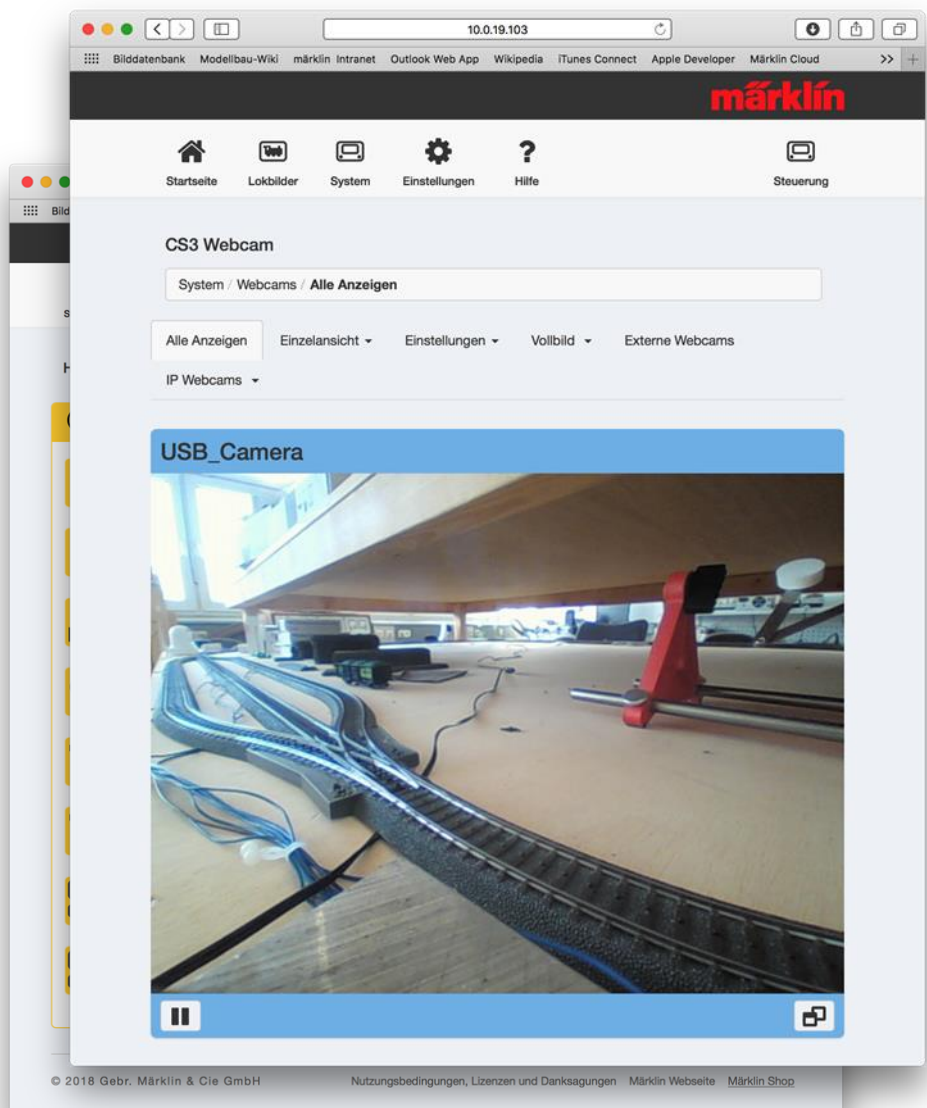 10.0.19.103
Bilddatenbank Modellbau-Wiki märklin Intranet Outlook Web App Wikipedia iTunes Connect Apple Developer Märklin Cloud >> +
märklin
Startseite Lokbilder System Einstellungen Hilfe Steuerung
Bild
CS3 Webcam
System / Webcams / Alle Anzeigen
s
Alle Anzeigen Einzelansicht Einstellungen Vollbild Externe Webcams
H
IP Webcams
USB_Camera
© 2018 Gebr. Märklin & Cie GmbH Nutzungsbedingungen, Lizenzen und Danksagungen Märklin Webseite Märklin Shop